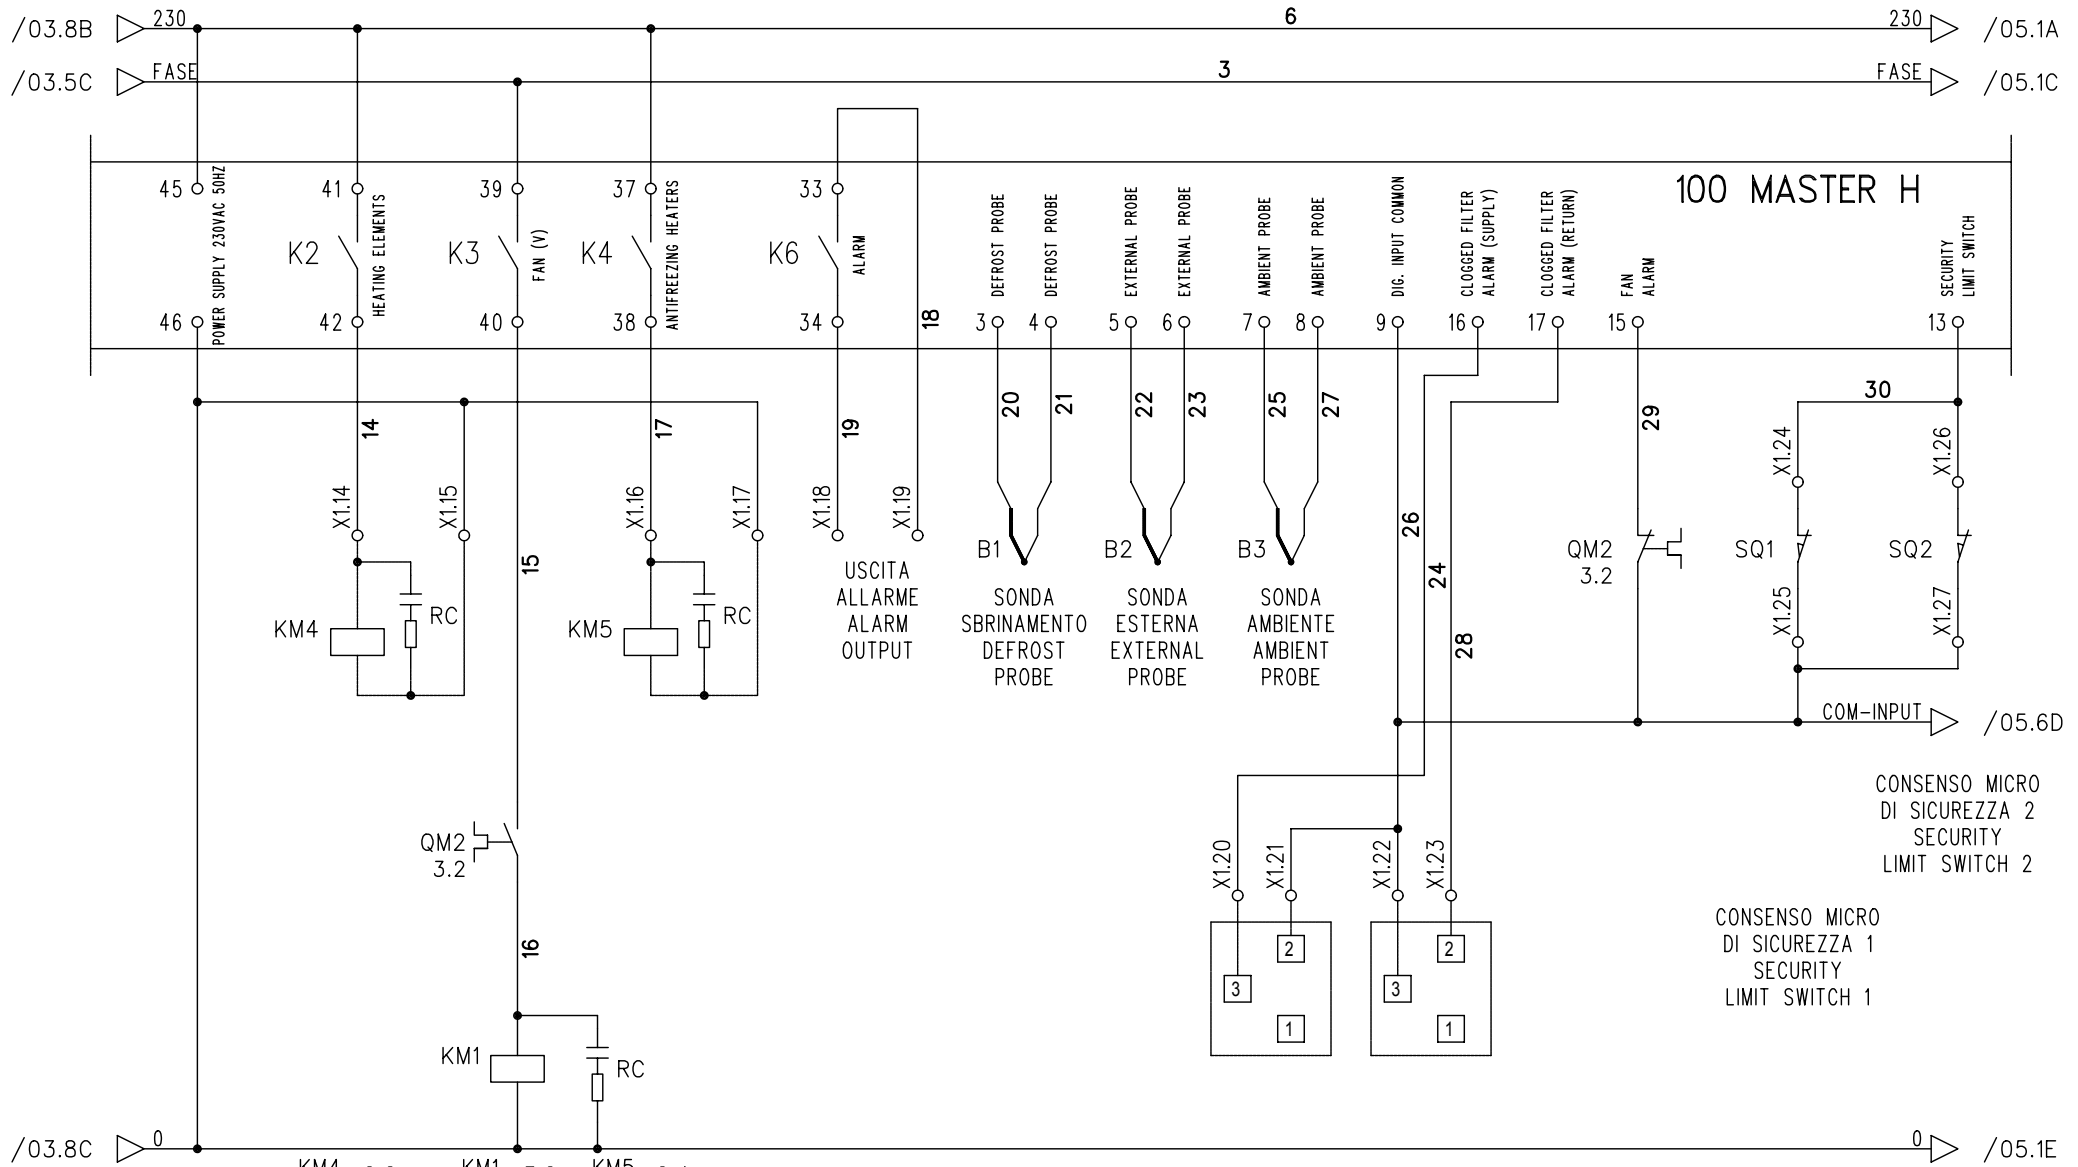 /03.8B
230
6
230
/05.1A
/03.5C
FASE
3
FASE
/05.1C
100 MASTER H
45
POWER SUPPLY 230VAC 50HZ
46
41
K2
HEATING ELEMENTS
42
39
K3
FAN (V)
40
37
K4
ANTIFREEZING HEATERS
38
33
K6
ALARM
34
18
DEFROST PROBE
3
DEFROST PROBE
4
EXTERNAL PROBE
5
EXTERNAL PROBE
6
AMBIENT PROBE
7
AMBIENT PROBE
8
DIG. INPUT COMMON
9
CLOGGED FILTER
ALARM (SUPPLY)
16
CLOGGED FILTER
ALARM (RETURN)
17
FAN
ALARM
15
SECURITY
LIMIT SWITCH
13
14
17
19
20
21
22
23
25
27
29
30
X1.14
X1.15
X1.16
X1.17
X1.18
X1.19
X1.24
X1.26
15
26
24
28
B1
B2
B3
QM2
3.2
SQ1
SQ2
X1.25
X1.27
KM4
RC
KM5
RC
USCITA
ALLARME
ALARM
OUTPUT
SONDA
SBRINAMENTO
DEFROST
PROBE
SONDA
ESTERNA
EXTERNAL
PROBE
SONDA
AMBIENTE
AMBIENT
PROBE
COM-INPUT
/05.6D
CONSENSO MICRO
DI SICUREZZA 2
SECURITY
LIMIT SWITCH 2
QM2
3.2
X1.20
X1.21
X1.22
X1.23
16
2
3
1
2
3
1
CONSENSO MICRO
DI SICUREZZA 1
SECURITY
LIMIT SWITCH 1
KM1
RC
/03.8C
0
0
/05.1E
KM4
KM1
KM5